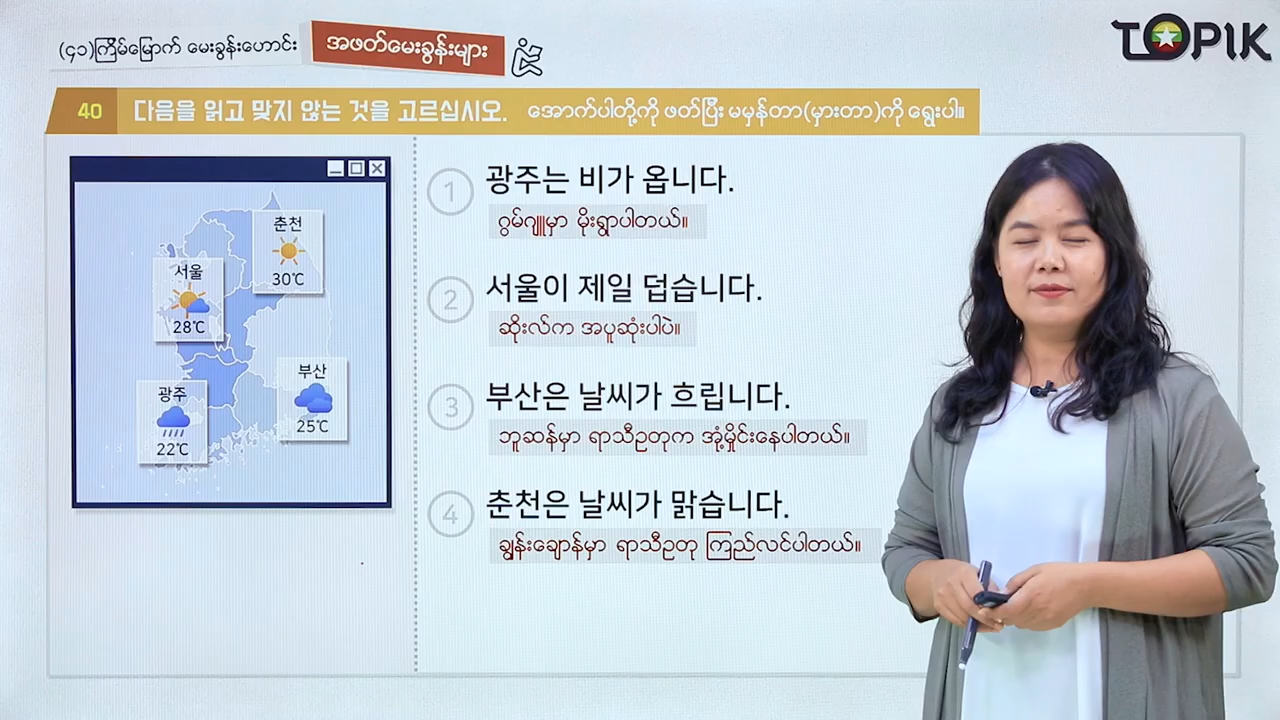 (၄၁)ကြိမ်မြောက် မေးခွန်းဟောင်း
အဖတ်မေးခွန်းများ
TOPIK
40 다음을 읽고 맞지 않는 것을 고르십시오. အောက်ပါတို့ကို ဖတ်ပြီး မမှန်တာ(မှားတာ)ကို ရွေးပါ။
춘천
30℃
서울
28℃
부산
25℃
광주
22℃
1 광주는 비가 옵니다.
ဂွမ်ဂျူမှာ မိုးရွာပါတယ်။
2 서울이 제일 덥습니다.
ဆိုးလ်က အပူဆုံးပါပဲ။
3 부산은 날씨가 흐립니다.
ဘူဆန်မှာ ရာသီဥတုက အုံ့မှိုင်းနေပါတယ်။
4 춘천은 날씨가 맑습니다.
ချွန်းချောန်မှာ ရာသီဥတု ကြည်လင်ပါတယ်။